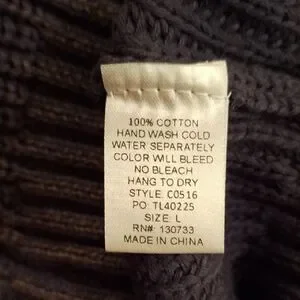 100% COTTON
HAND WASH COLD
WATER SEPARATELY
COLOR WILL BLEED
NO BLEACH
HANG TO DRY
STYLE: C0516
PO: TL40225
SIZE: L
RN#: 130733
MADE IN CHINA